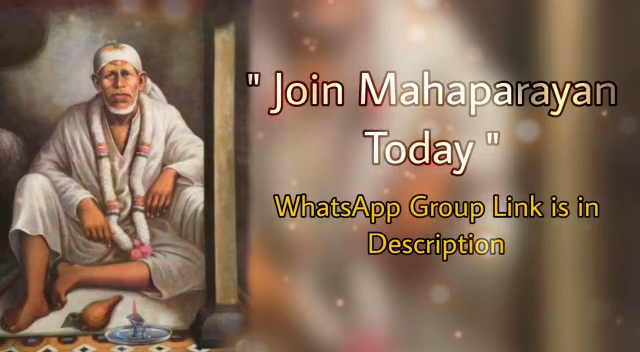 " Join Mahaparayan
Today "
WhatsApp Group Link is in
Description